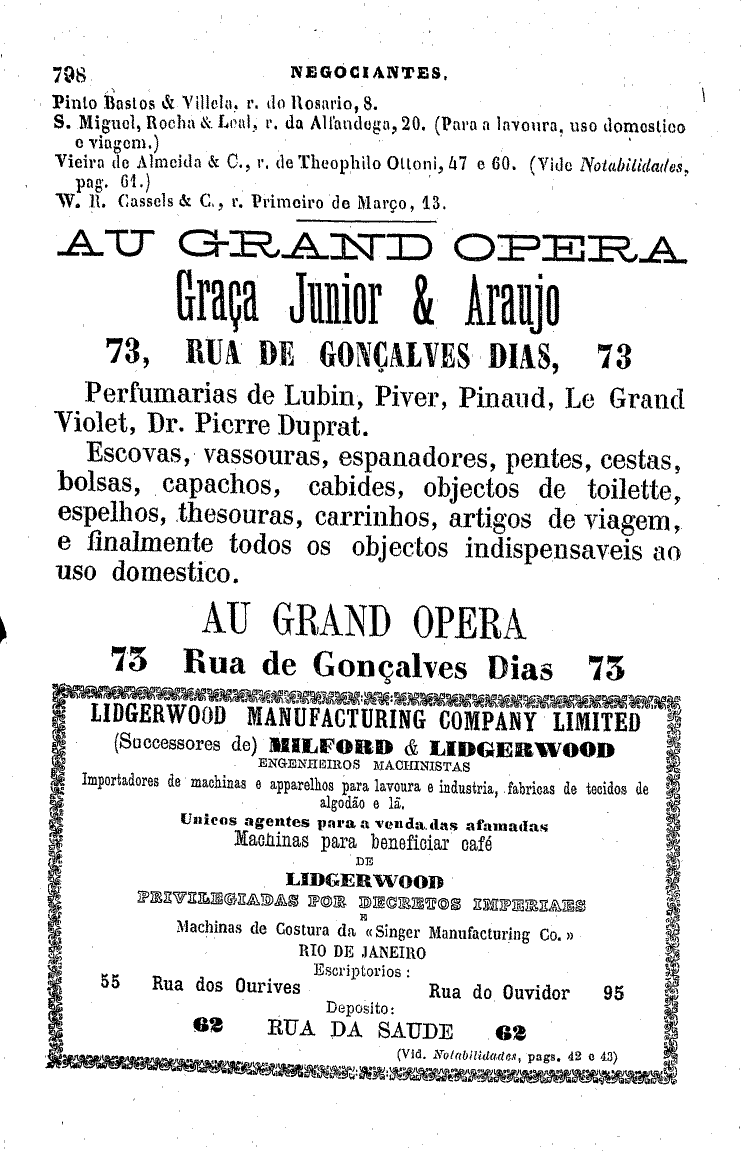 798 NEGOCIANTES.
Pinto Bastos & Villela, r. do Rosario, 8.
S. Miguel, Rocha & Leal, r. da Alfandega, 20. (Para a lavoura, uso domestico
e viagem.)
Vieira de Almeida & C., r. de Theophilo Ottoni, 47 e 60. (Vide Notabilidades,
pag. 61.)
W. R. Cassels & C., r. Primeiro de Março, 13.
AU GRAND OPERA
Graça Junior & Araujo
73, RUA DE GONÇALVES DIAS, 73
Perfumarias de Lubin, Piver, Pinaud, Le Grand
Violet, Dr. Pierre Duprat.
Escovas, vassouras, espanadores, pentes, cestas,
bolsas, capachos, cabides, objectos de toilette,
espelhos, thesouras, carrinhos, artigos de viagem,
e finalmente todos os objectos indispensaveis ao
uso domestico.
AU GRAND OPERA
73 Rua de Gonçalves Dias 73
LIDGERWOOD MANUFACTURING COMPANY LIMITED
(Successores de) MILFORD & LIDGERWOOD
ENGENHEIROS MACHINISTAS
Importadores de machinas e apparelhos para lavoura e industria, fabricas de tecidos de
algodão e lã.
Unicos agentes para a venda das afamadas
Machinas para beneficiar café
DE
LIDGERWOOD
PRIVILEGIADAS POR DECRETOS IMPERIAES
E
Machinas de Costura da «Singer Manufacturing Co.»
RIO DE JANEIRO
Escriptorios:
55 Rua dos Ourives Rua do Ouvidor 95
Deposito:
62 RUA DA SAUDE 62
(Vid. Notabilidades, pags. 42 e 43)